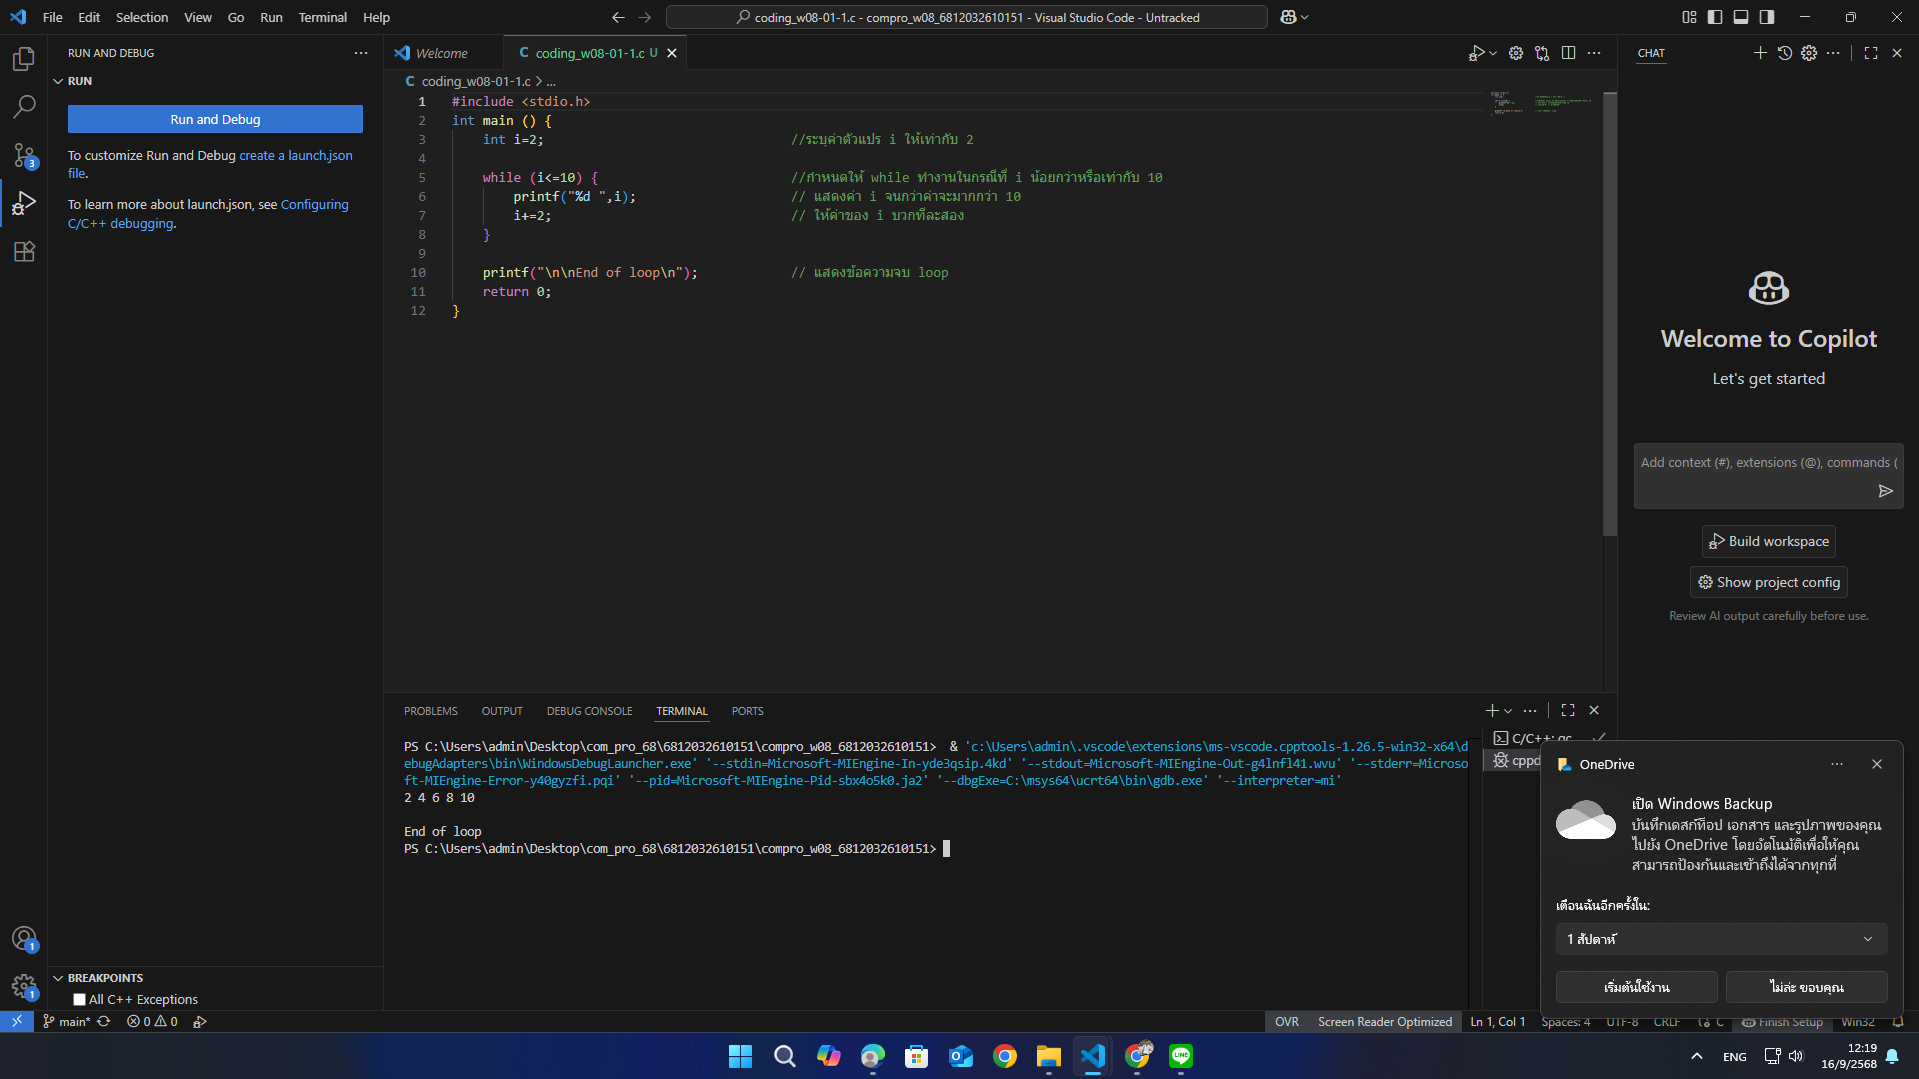 File Edit Selection View Go Run Terminal Help
coding_w08-01-1.c - compro_w08_6812032610151 - Visual Studio Code - Untracked
RUN AND DEBUG
RUN
Run and Debug
To customize Run and Debug create a launch.json
file.
To learn more about launch.json, see Configuring
C/C++ debugging.
BREAKPOINTS
All C++ Exceptions
Welcome
C coding_w08-01-1.c U
C coding_w08-01-1.c > ...
1 #include <stdio.h>
2 int main () {
3 int i=2; //ระบุค่าตัวแปร i ให้เท่ากับ 2
4
5 while (i<=10) { //กำหนดให้ while ทำงานในกรณีที่ i น้อยกว่าหรือเท่ากับ 10
6 printf("%d ",i); // แสดงค่า i จนกว่าค่าจะมากกว่า 10
7 i+=2; // ให้ค่าของ i บวกทีละสอง
8 }
9
10 printf("\n\nEnd of loop\n"); // แสดงข้อความจบ loop
11 return 0;
12 }
PROBLEMS OUTPUT DEBUG CONSOLE TERMINAL PORTS
PS C:\Users\admin\Desktop\com_pro_68\6812032610151\compro_w08_6812032610151> & 'c:\Users\admin\.vscode\extensions\ms-vscode.cpptools-1.26.5-win32-x64\d
ebugAdapters\bin\WindowsDebugLauncher.exe' '--stdin=Microsoft-MIEngine-In-yde3qsip.4kd' '--stdout=Microsoft-MIEngine-Out-g4lnfl41.wvu' '--stderr=Microso
ft-MIEngine-Error-y40gyzfi.pqi' '--pid=Microsoft-MIEngine-Pid-sbx4o5k0.ja2' '--dbgExe=C:\msys64\ucrt64\bin\gdb.exe' '--interpreter=mi'
2 4 6 8 10
End of loop
PS C:\Users\admin\Desktop\com_pro_68\6812032610151\compro_w08_6812032610151>
C/C++: gc
cppd
CHAT
Welcome to Copilot
Let's get started
Add context (#), extensions (@), commands (
Build workspace
Show project config
Review AI output carefully before use.
OneDrive
เปิด Windows Backup
บันทึกเดสก์ท็อป เอกสาร และรูปภาพของคุณ
ไปยัง OneDrive โดยอัตโนมัติเพื่อให้คุณ
สามารถป้องกันและเข้าถึงได้จากทุกที่
เตือนฉันอีกครั้งใน:
1 สัปดาห์
เริ่มต้นใช้งาน
ไม่ล่ะ ขอบคุณ
3
1
1
main* 0 0
OVR Screen Reader Optimized Ln 1, Col 1 Spaces: 4 UTF-8 CRLF C Finish Setup Win32
ENG
12:19
16/9/2568